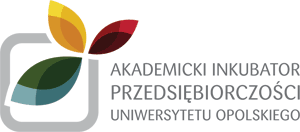 AKADEMICKI INKUBATOR
PRZEDSIĘBIORCZOŚCI
UNIWERSYTETU OPOLSKIEGO